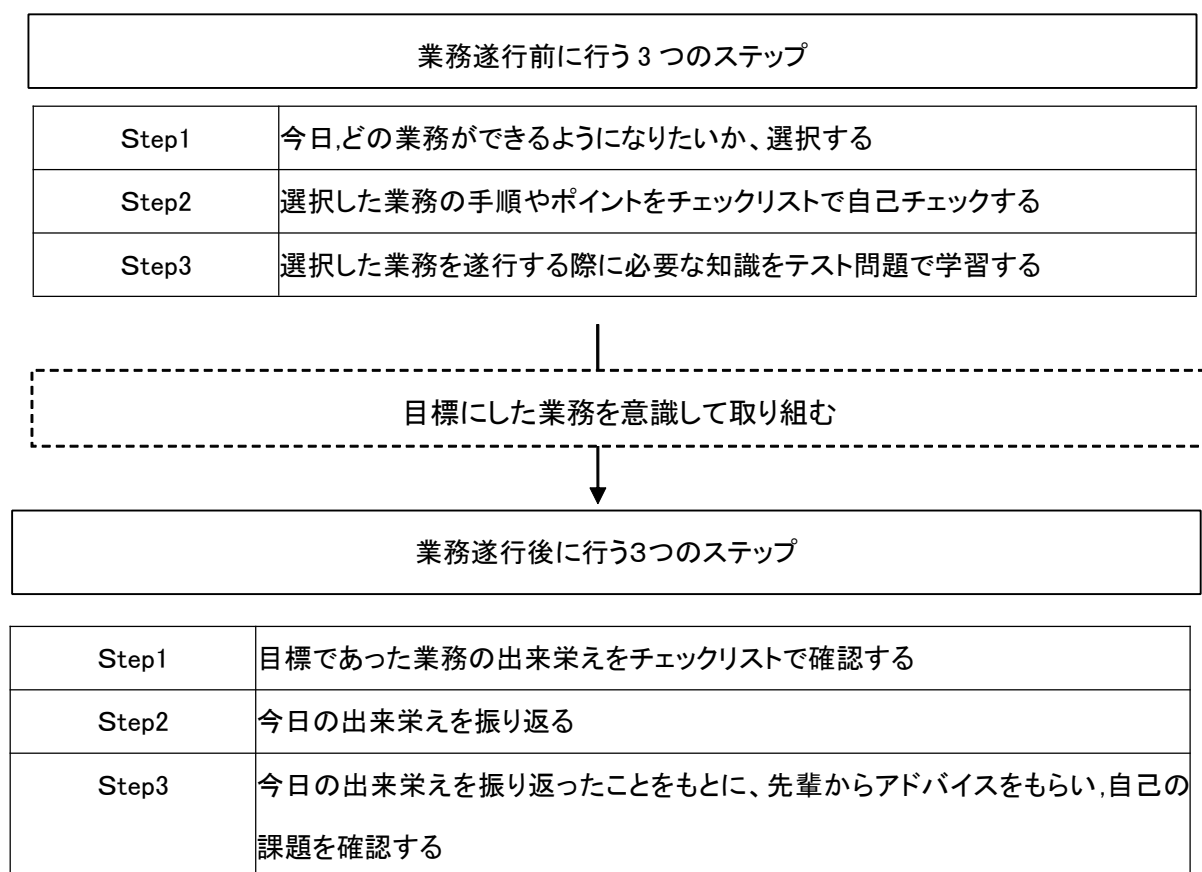 業務遂行前に行う 3 つのステップ
Step1 今日,どの業務ができるようになりたいか、選択する
Step2 選択した業務の手順やポイントをチェックリストで自己チェックする
Step3 選択した業務を遂行する際に必要な知識をテスト問題で学習する
目標にした業務を意識して取り組む
業務遂行後に行う3つのステップ
Step1 目標であった業務の出来栄えをチェックリストで確認する
Step2 今日の出来栄えを振り返る
Step3 今日の出来栄えを振り返ったことをもとに、先輩からアドバイスをもらい,自己の
課題を確認する